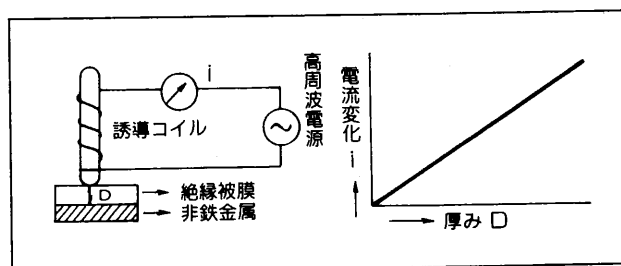 i
高周波電源
誘導コイル
D
絶縁被膜
非鉄金属
電流変化 i
厚み D